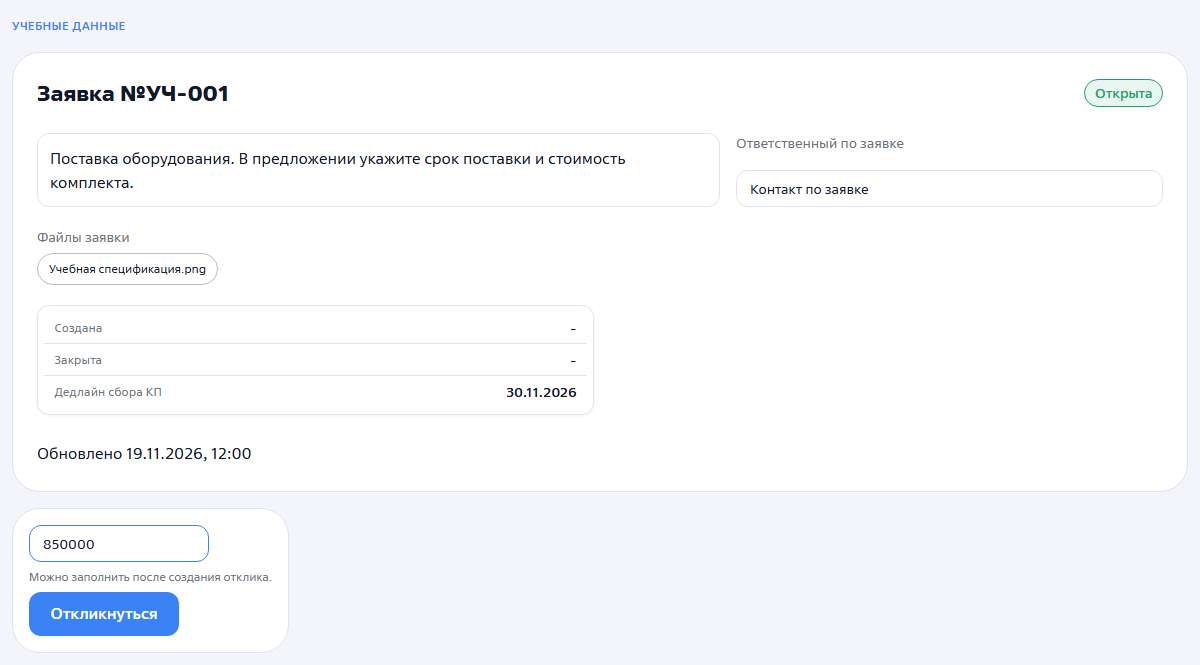 УЧЕБНЫЕ ДАННЫЕ
Заявка №УЧ-001
Открыта
Поставка оборудования. В предложении укажите срок поставки и стоимость
комплекта.
Ответственный по заявке
Контакт по заявке
Файлы заявки
Учебная спецификация.png
Создана -
Закрыта -
Дедлайн сбора КП 30.11.2026
Обновлено 19.11.2026, 12:00
850000
Можно заполнить после создания отклика.
Откликнуться